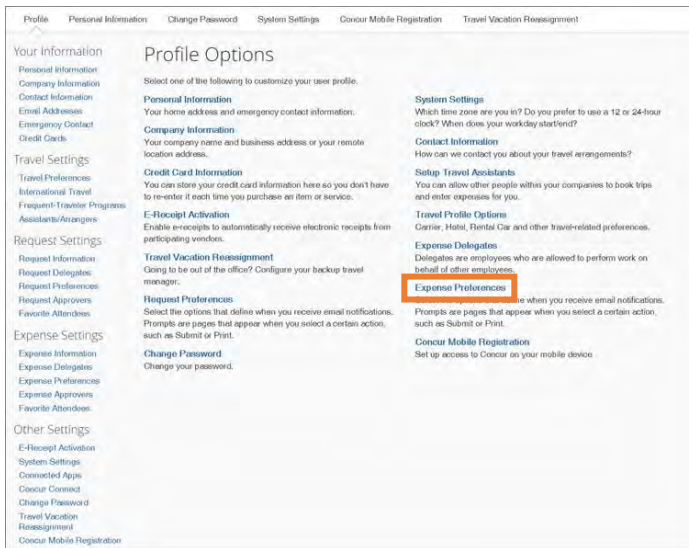 Profile Personal Information Change Password System Settings Concur Mobile Registration Travel Vacation Reassignment
Your Information
Personal Information
Company Information
Contact Information
Email Addresses
Emergency Contact
Credit Cards
Travel Settings
Travel Preferences
International Travel
Frequent-Traveler Programs
Assistants/Arrangers
Request Settings
Request Information
Request Delegates
Request Preferences
Request Approvers
Favorite Attendees
Expense Settings
Expense Information
Expense Delegates
Expense Preferences
Expense Approvers
Favorite Attendees
Other Settings
E-Receipt Activation
System Settings
Connected Apps
Concur Connect
Change Password
Travel Vacation
Reassignment
Concur Mobile Registration
Profile Options
Select one of the following to customize your user profile.
Personal Information
Your home address and emergency contact information.
Company Information
Your company name and business address or your remote
location address.
Credit Card Information
You can store your credit card information here so you don't have
to re-enter it each time you purchase an item or service.
E-Receipt Activation
Enable e-receipts to automatically receive electronic receipts from
participating vendors.
Travel Vacation Reassignment
Going to be out of the office? Configure your backup travel
manager.
Request Preferences
Select the options that define when you receive email notifications.
Prompts are pages that appear when you select a certain action,
such as Submit or Print.
Change Password
Change your password.
System Settings
Which time zone are you in? Do you prefer to use a 12 or 24-hour
clock? When does your workday start/end?
Contact Information
How can we contact you about your travel arrangements?
Setup Travel Assistants
You can allow other people within your companies to book trips
and enter expenses for you.
Travel Profile Options
Carrier, Hotel, Rental Car and other travel-related preferences.
Expense Delegates
Delegates are employees who are allowed to perform work on
behalf of other employees.
Expense Preferences
when you receive email notifications.
Prompts are pages that appear when you select a certain action,
such as Submit or Print.
Concur Mobile Registration
Set up access to Concur on your mobile device